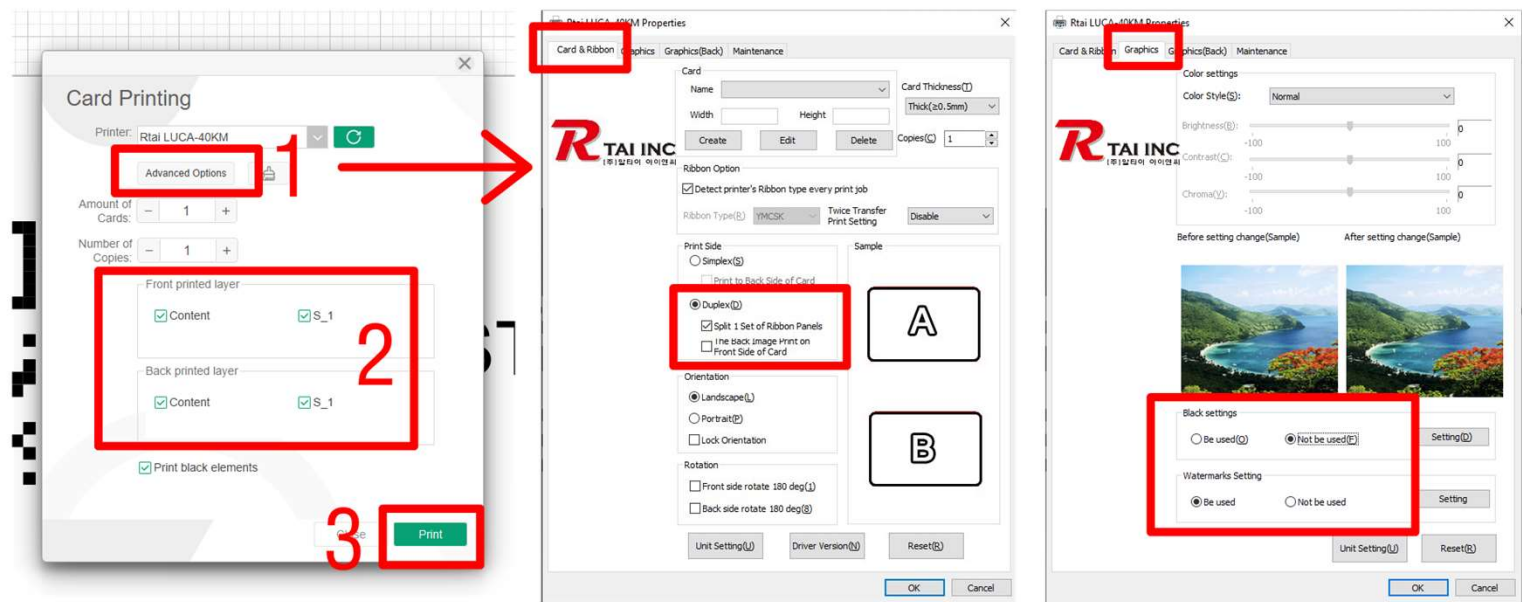 Card Printing
Printer: Rtai LUCA-40KM
Advanced Options
1
Amount of Cards: - 1 +
Number of Copies: - 1 +
Front printed layer
Content S_1
2
Back printed layer
Content S_1
Print black elements
3
Print
Rtai LUCA-40KM Properties
Card & Ribbon Graphics Graphics(Back) Maintenance
R TAI INC
Card
Name
Width Height
Create Edit Delete
Card Thickness(T)
Thick(≥0.5mm)
Copies(C) 1
Ribbon Option
Detect printer's Ribbon type every print job
Ribbon Type(R) YMCSK
Twice Transfer
Print Setting
Disable
Print Side
Simplex(S)
Print to Back Side of Card
Duplex(D)
Split 1 Set of Ribbon Panels
The Back Image Print on
Front Side of Card
Sample
A
B
Orientation
Landscape(L)
Portrait(P)
Lock Orientation
Rotation
Front side rotate 180 deg(1)
Back side rotate 180 deg(8)
Unit Setting(U) Driver Version(N) Reset(R)
OK Cancel
Rtai LUCA-40KM Properties
Card & Ribbon Graphics Graphics(Back) Maintenance
R TAI INC
Color settings
Color Style(S): Normal
Brightness(B): 0
-100 100
Contrast(C): 0
-100 100
Chroma(V): 0
-100 100
Before setting change(Sample) After setting change(Sample)
Black settings
Be used(O) Not be used(F) Setting(D)
Watermarks Setting
Be used Not be used Setting
Unit Setting(U) Reset(R)
OK Cancel